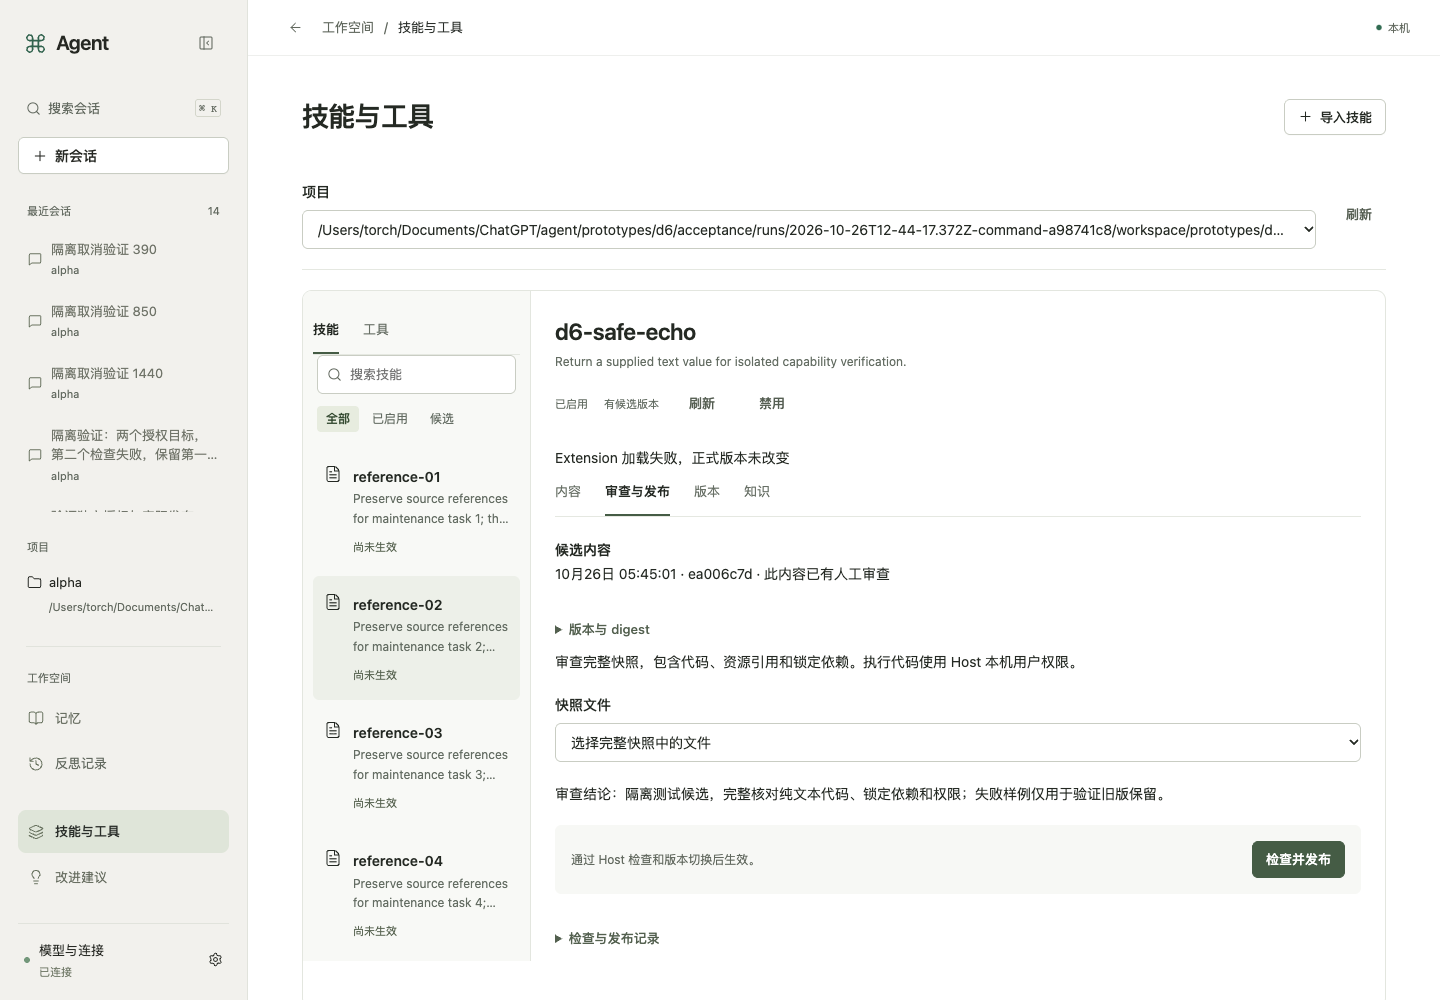 Agent
搜索会话
⌘ K
新会话
最近会话 14
隔离取消验证 390
alpha
隔离取消验证 850
alpha
隔离取消验证 1440
alpha
隔离验证：两个授权目标，
第二个检查失败，保留第一...
alpha
项目
alpha
/Users/torch/Documents/Chat...
工作空间
记忆
反思记录
技能与工具
改进建议
模型与连接
已连接
工作空间 / 技能与工具
本机
技能与工具
导入技能
项目
/Users/torch/Documents/ChatGPT/agent/prototypes/d6/acceptance/runs/2026-10-26T12-44-17.372Z-command-a98741c8/workspace/prototypes/d...
刷新
技能 工具
搜索技能
全部 已启用 候选
reference-01
Preserve source references
for maintenance task 1; th...
尚未生效
reference-02
Preserve source references
for maintenance task 2;...
尚未生效
reference-03
Preserve source references
for maintenance task 3;...
尚未生效
reference-04
Preserve source references
for maintenance task 4;...
尚未生效
d6-safe-echo
Return a supplied text value for isolated capability verification.
已启用 有候选版本 刷新 禁用
Extension 加载失败，正式版本未改变
内容 审查与发布 版本 知识
候选内容
10月26日 05:45:01 · ea006c7d · 此内容已有人工审查
版本与 digest
审查完整快照，包含代码、资源引用和锁定依赖。执行代码使用 Host 本机用户权限。
快照文件
选择完整快照中的文件
审查结论：隔离测试候选，完整核对纯文本代码、锁定依赖和权限；失败样例仅用于验证旧版保留。
通过 Host 检查和版本切换后生效。
检查并发布
检查与发布记录